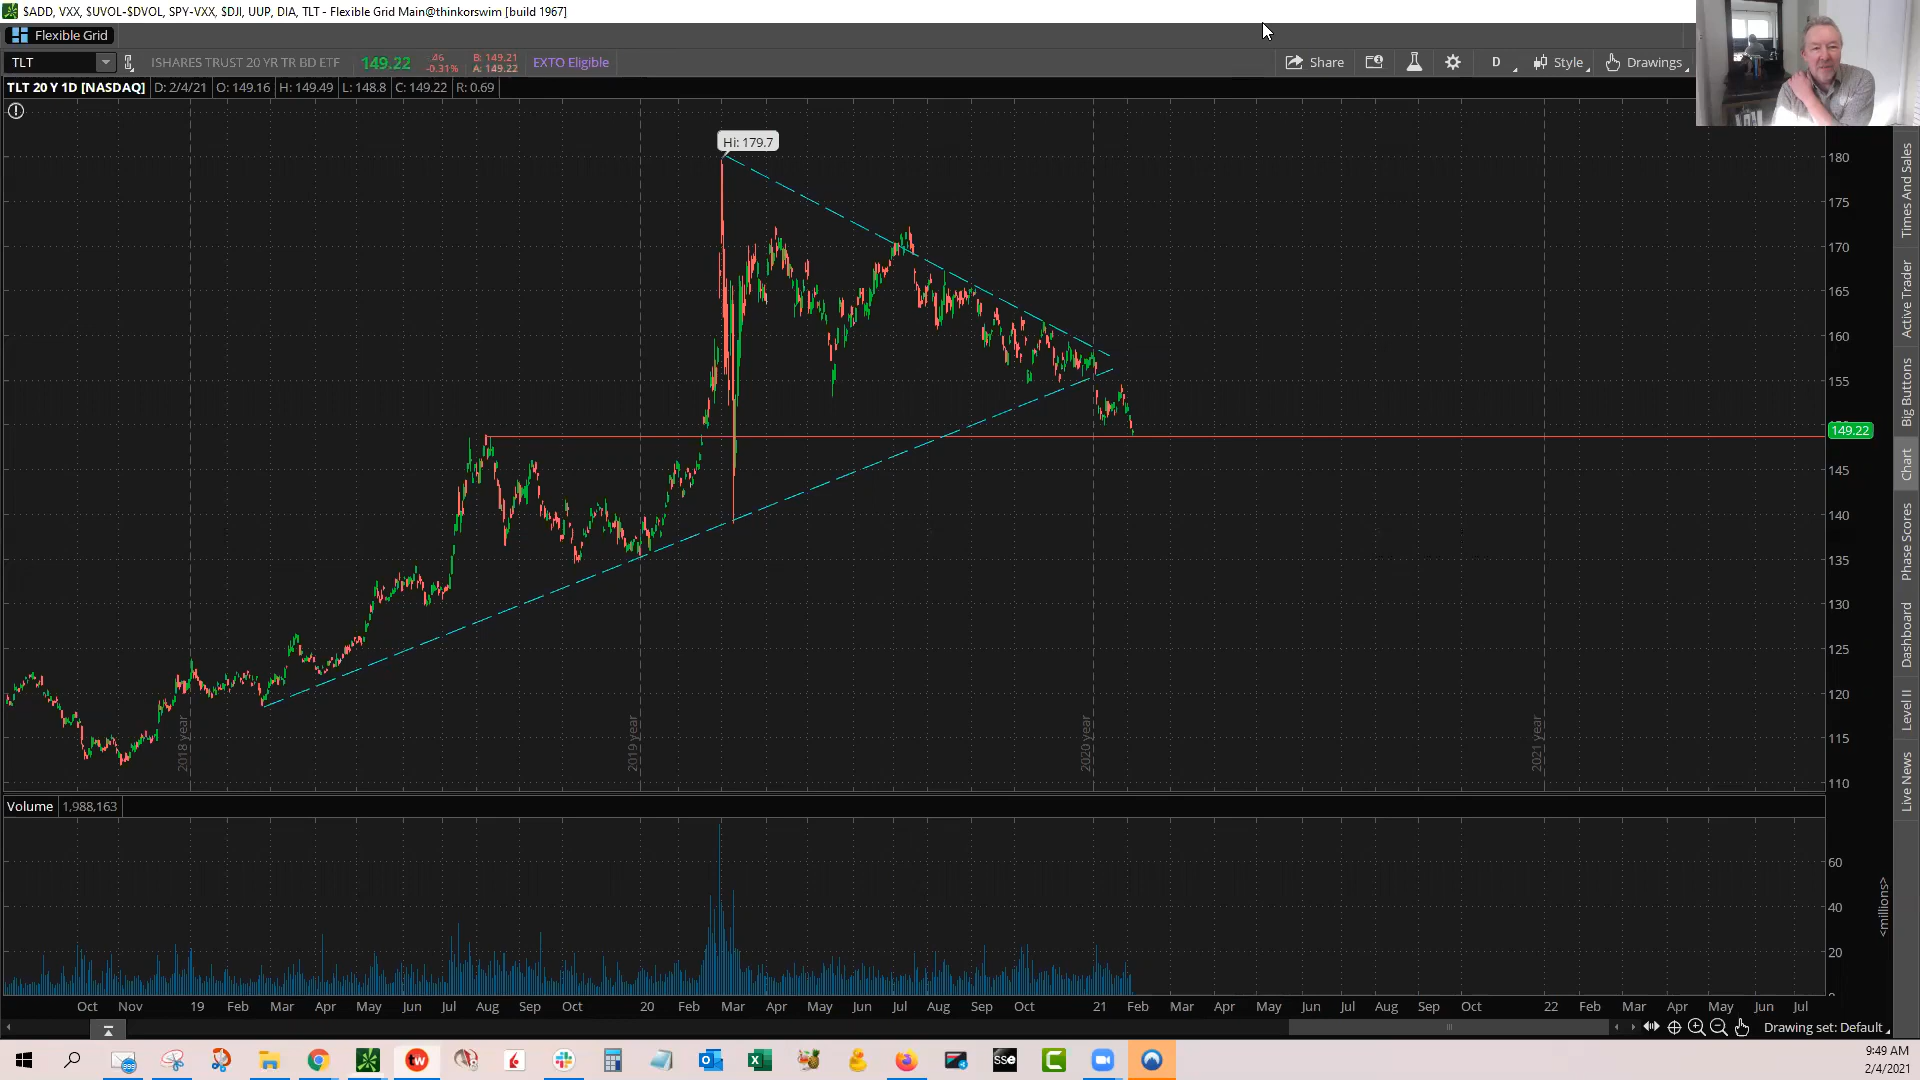 $ADD, VXX, $UVOL-$DVOL, SPY-VXX, $DJI, UUP, DIA, TLT - Flexible Grid Main@thinkorswim [build 1967]
Flexible Grid
TLT
ISHARES TRUST 20 YR TR BD ETF
149.22
.46
-0.31%
B: 149.21
A: 149.22
EXTO Eligible
Share
D
Style
Drawings
TLT 20 Y 1D [NASDAQ]
D: 2/4/21
O: 149.16
H: 149.49
L: 148.8
C: 149.22
R: 0.69
Hi: 179.7
180
175
170
165
160
155
149.22
145
140
135
130
125
120
115
110
2018 year
2019 year
2020 year
2021 year
Volume
1,988,163
60
40
20
<millions>
Oct
Nov
19
Feb
Mar
Apr
May
Jun
Jul
Aug
Sep
Oct
20
Feb
Mar
Apr
May
Jun
Jul
Aug
Sep
Oct
21
Feb
Mar
Apr
May
Jun
Jul
Aug
Sep
Oct
22
Feb
Mar
Apr
May
Jun
Jul
Drawing set: Default
Times And Sales
Active Trader
Big Buttons
Chart
Phase Scores
Dashboard
Level II
Live News
999
tw
SSe
9:49 AM
2/4/2021